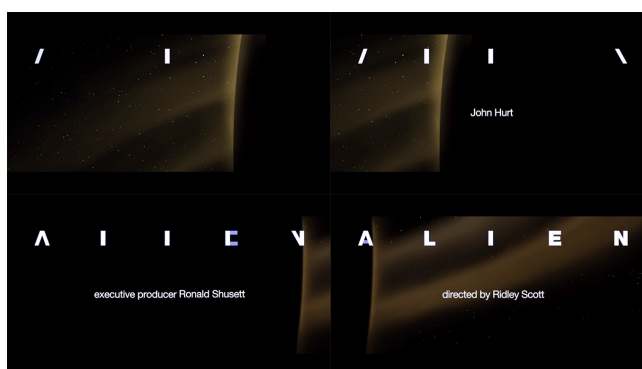 / I
/ I I \
John Hurt
Λ I I E V
executive producer Ronald Shusett
A L I E N
directed by Ridley Scott